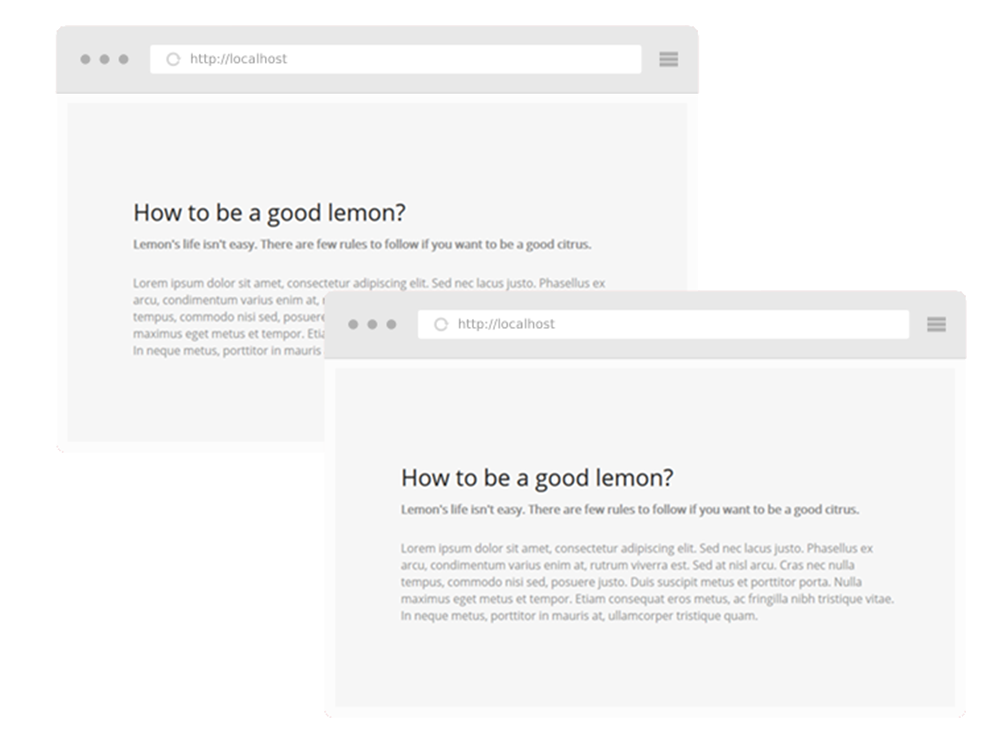 http://localhost
How to be a good lemon?
Lemon's life isn't easy. There are few rules to follow if you want to be a good citrus.
Lorem ipsum dolor sit amet, consectetur adipiscing elit. Sed nec lacus justo. Phasellus ex
arcu, condimentum varius enim at,
tempus, commodo nisi sed, posuere
maximus eget metus et tempor. Etia
In neque metus, porttitor in mauris
http://localhost
How to be a good lemon?
Lemon's life isn't easy. There are few rules to follow if you want to be a good citrus.
Lorem ipsum dolor sit amet, consectetur adipiscing elit. Sed nec lacus justo. Phasellus ex
arcu, condimentum varius enim at, rutrum viverra est. Sed at nisl arcu. Cras nec nulla
tempus, commodo nisi sed, posuere justo. Duis suscipit metus et porttitor porta. Nulla
maximus eget metus et tempor. Etiam consequat eros metus, ac fringilla nibh tristique vitae.
In neque metus, porttitor in mauris at, ullamcorper tristique quam.